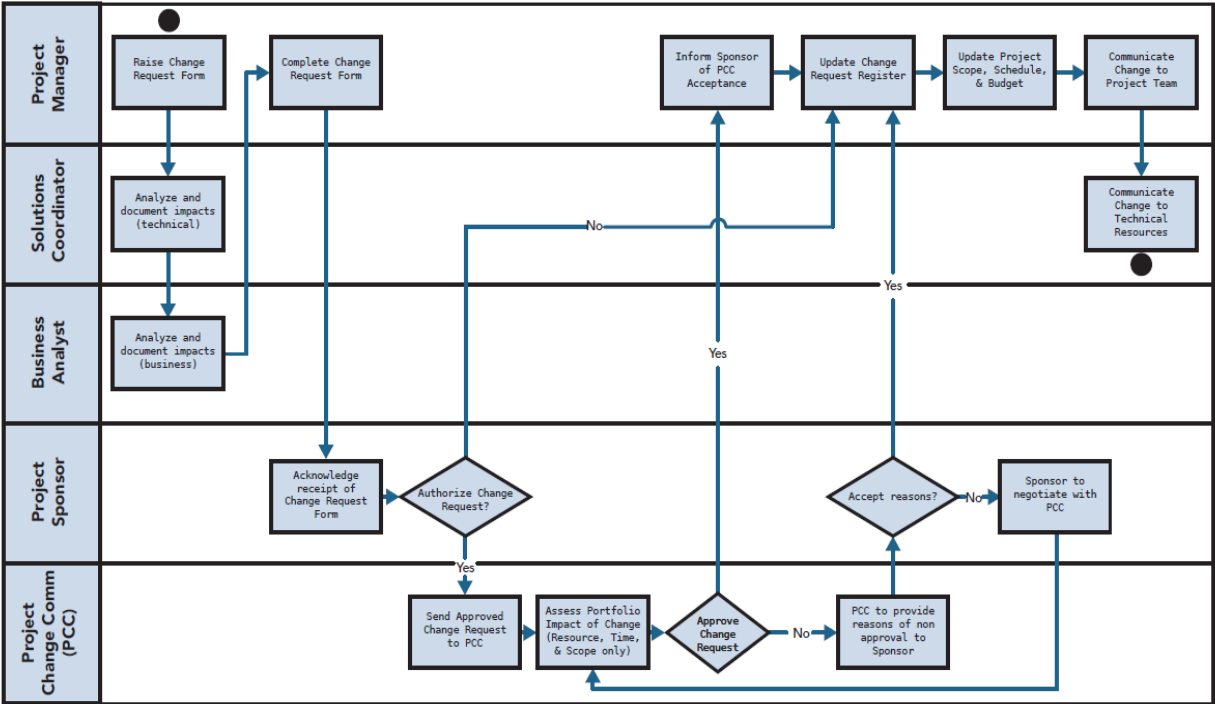 Project
Manager
Raise Change
Request Form
Complete Change
Request Form
Inform Sponsor
of PCC
Acceptance
Update Change
Request Register
Update Project
Scope, Schedule,
& Budget
Communicate
Change to
Project Team
Solutions
Coordinator
Analyze and
document impacts
(technical)
No
Communicate
Change to
Technical
Resources
Yes
Business
Analyst
Analyze and
document impacts
(business)
Yes
Project
Sponsor
Acknowledge
receipt of
Change Request
Form
Authorize Change
Request?
Accept reasons?
No
Sponsor to
negotiate with
PCC
Yes
Project
Change Comm
(PCC)
Send Approved
Change Request
to PCC
Assess Portfolio
Impact of Change
(Resource, Time,
& Scope only)
Approve
Change
Request
No
PCC to provide
reasons of non
approval to
Sponsor